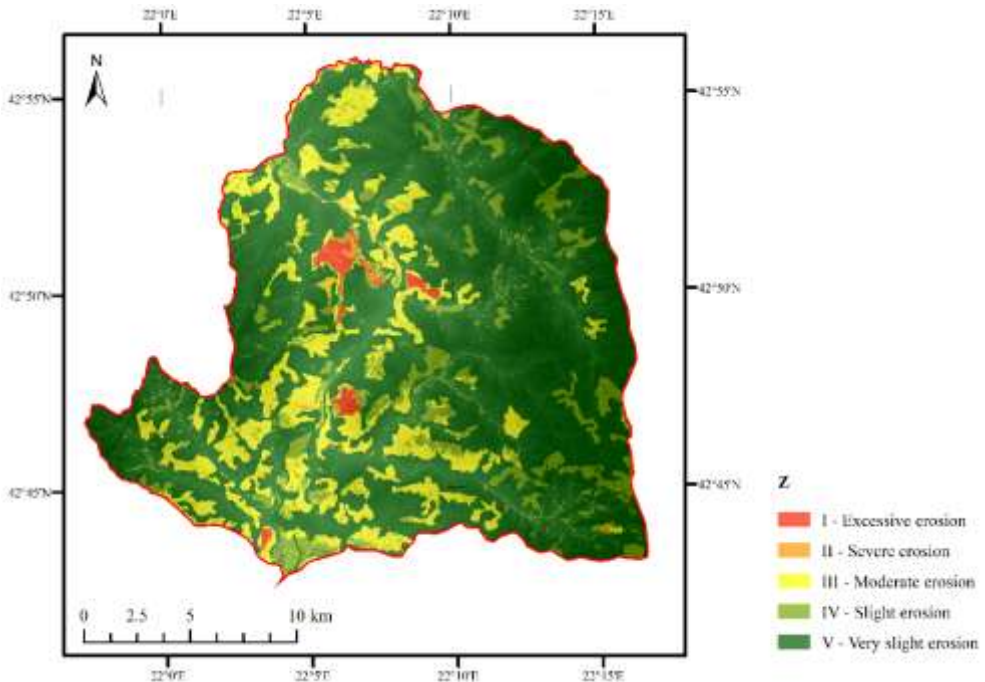 22°0'E 22°5'E 22°10'E 22°15'E
N
42°55'N 42°55'N
42°50'N 42°50'N
42°45'N 42°45'N
Z
I - Excessive erosion
II - Severe erosion
III - Moderate erosion
IV - Slight erosion
V - Very slight erosion
0 2.5 5 10 km
22°0'E 22°5'E 22°10'E 22°15'E